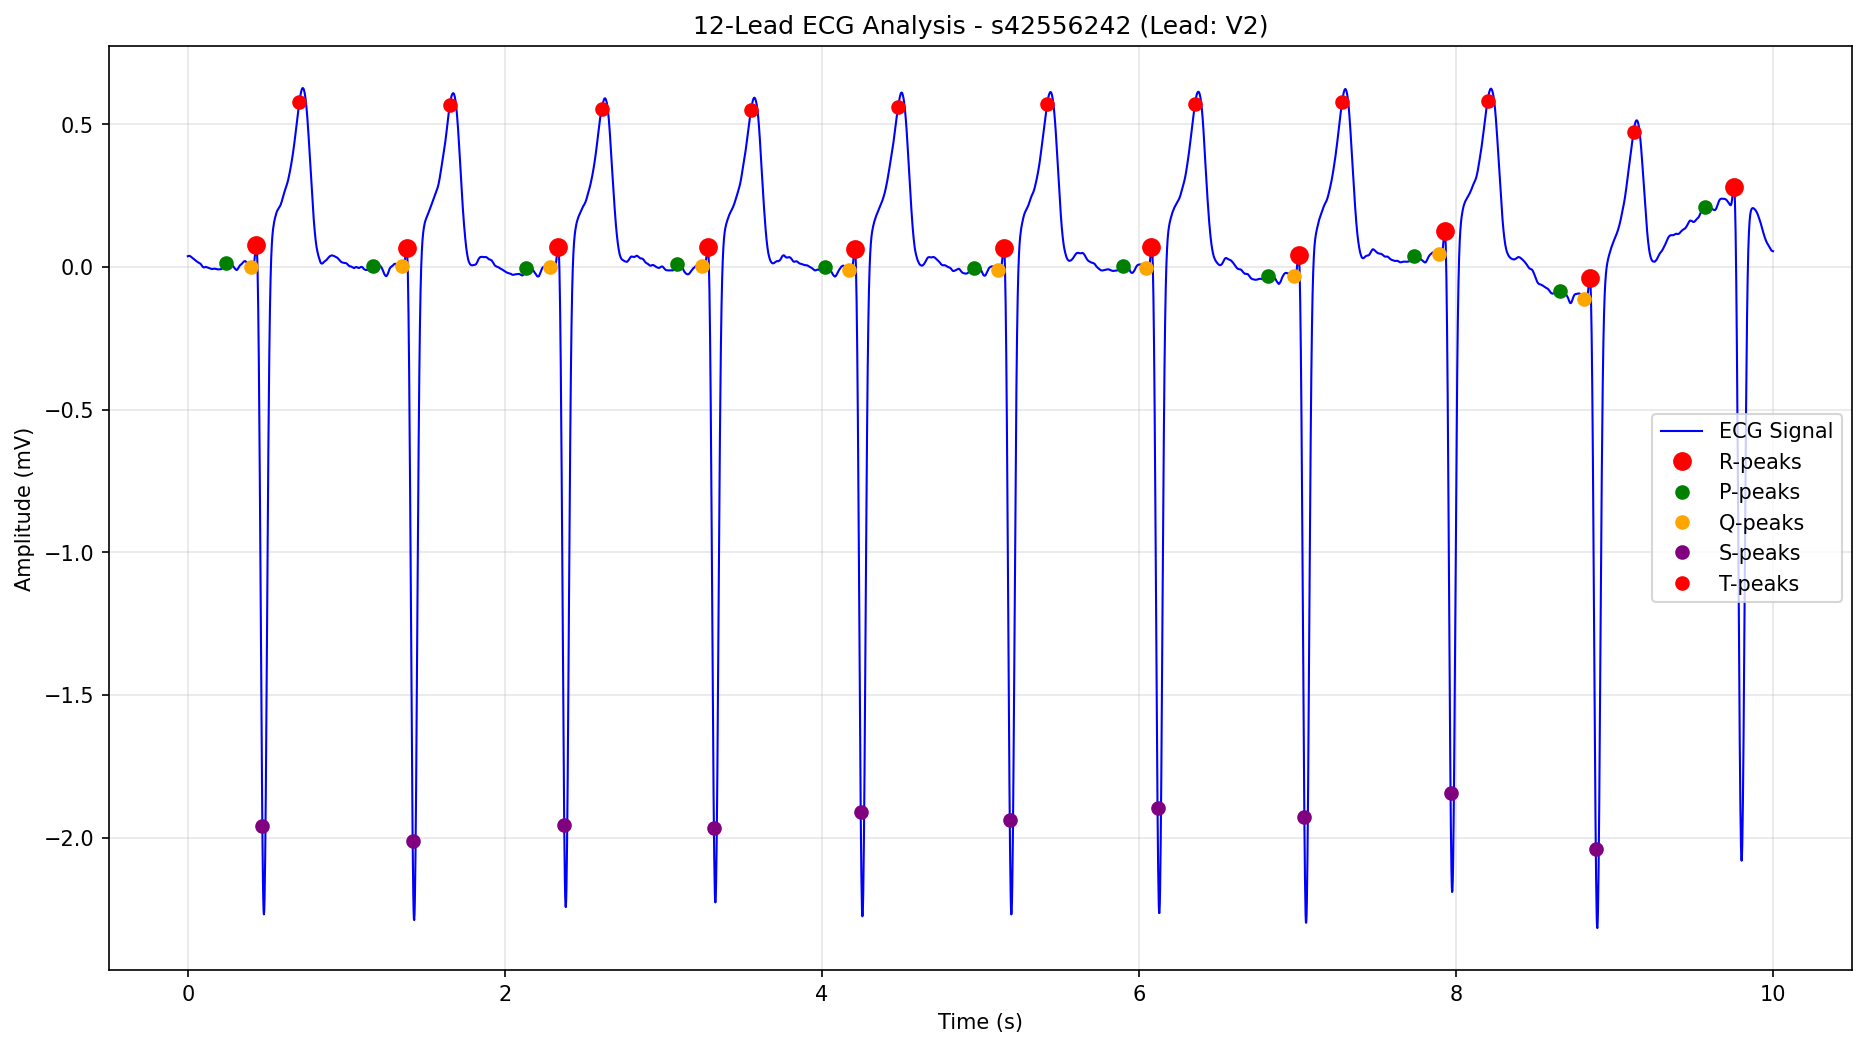 12-Lead ECG Analysis - s42556242 (Lead: V2)
0.5
0.0
−0.5
−1.0
−1.5
−2.0
Amplitude (mV)
ECG Signal
R-peaks
P-peaks
Q-peaks
S-peaks
T-peaks
0 2 4 6 8 10
Time (s)